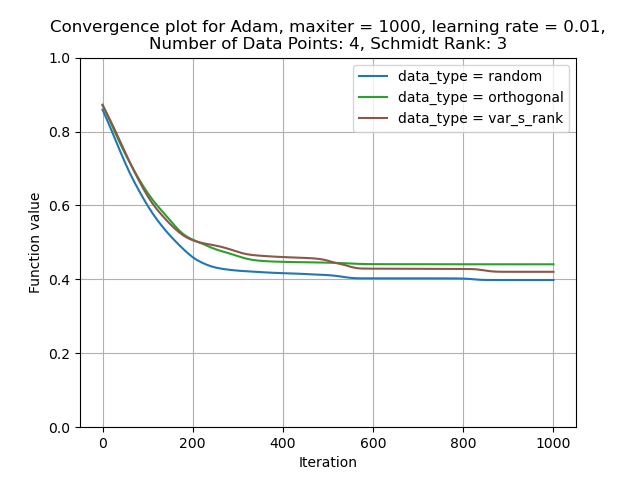 Convergence plot for Adam, maxiter = 1000, learning rate = 0.01,
Number of Data Points: 4, Schmidt Rank: 3
data_type = random
data_type = orthogonal
data_type = var_s_rank
Function value
1.0
0.8
0.6
0.4
0.2
0.0
0 200 400 600 800 1000
Iteration